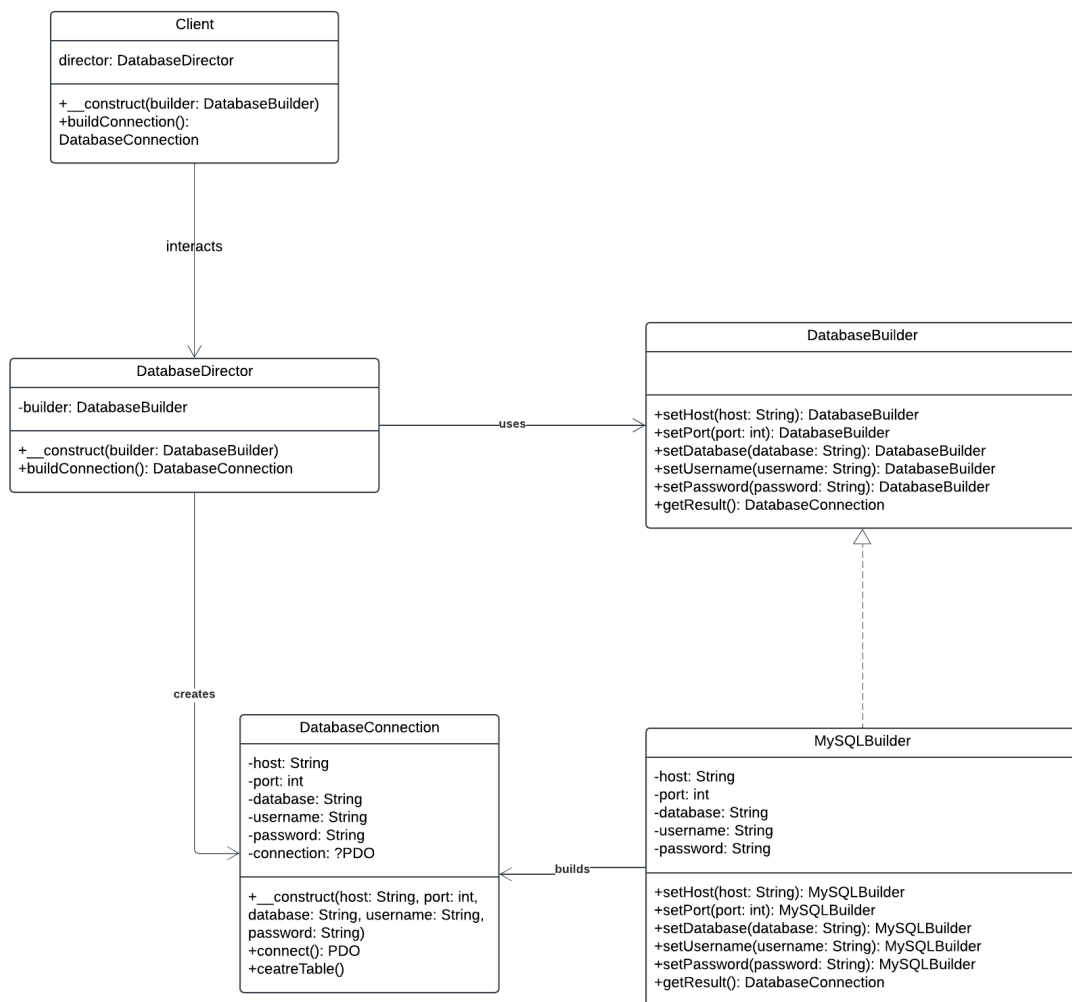 Client
director: DatabaseDirector
+__construct(builder: DatabaseBuilder)
+buildConnection():
DatabaseConnection
interacts
DatabaseDirector
-builder: DatabaseBuilder
+__construct(builder: DatabaseBuilder)
+buildConnection(): DatabaseConnection
uses
DatabaseBuilder
+setHost(host: String): DatabaseBuilder
+setPort(port: int): DatabaseBuilder
+setDatabase(database: String): DatabaseBuilder
+setUsername(username: String): DatabaseBuilder
+setPassword(password: String): DatabaseBuilder
+getResult(): DatabaseConnection
creates
DatabaseConnection
-host: String
-port: int
-database: String
-username: String
-password: String
-connection: ?PDO
+__construct(host: String, port: int,
database: String, username: String,
password: String)
+connect(): PDO
+ceatreTable()
builds
MySQLBuilder
-host: String
-port: int
-database: String
-username: String
-password: String
+setHost(host: String): MySQLBuilder
+setPort(port: int): MySQLBuilder
+setDatabase(database: String): MySQLBuilder
+setUsername(username: String): MySQLBuilder
+setPassword(password: String): MySQLBuilder
+getResult(): DatabaseConnection